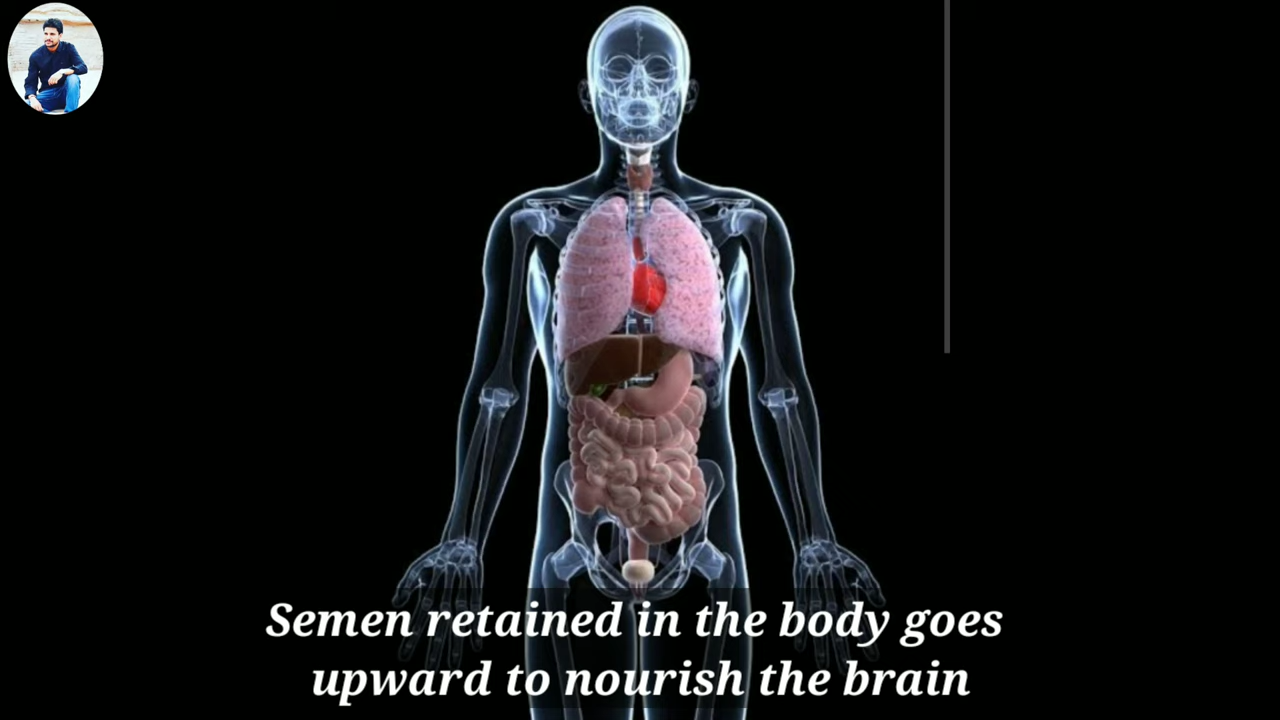 Semen retained in the body goes
upward to nourish the brain